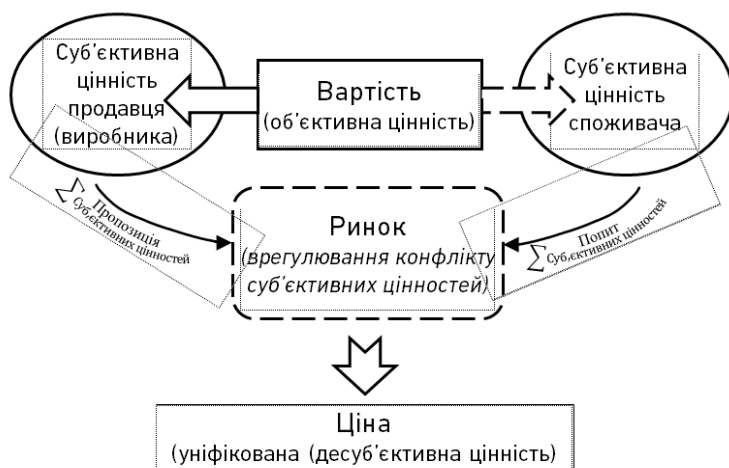 Суб’єктивна
цінність
продавця
(виробника)
Вартість
(об’єктивна цінність)
Суб’єктивна
цінність
споживача
∑ Пропозиція
Суб,єктивних цінностей
Ринок
(врегулювання конфлікту
суб’єктивних цінностей)
∑ Попит
Суб,єктивних цінностей
Ціна
(уніфікована (десуб’єктивна цінність)